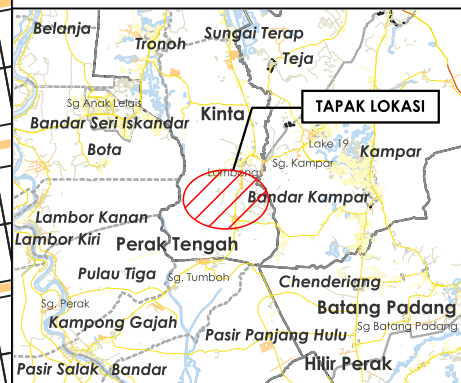 Belanja
Sungai Terap
Tronoh
Teja
Sg Anak Lelais
Kinta
TAPAK LOKASI
Bandar Seri Iskandar
Bota
Lake 19
Kampar
Sg. Kampar
Bandar Kampar
Lambor Kanan
Lambor Kiri
Perak Tengah
Pulau Tiga
Sg. Tumboh
Chenderiang
Sg. Perak
Batang Padang
Kampong Gajah
Sg Batang Padang
Pasir Panjang Hulu
Pasir Salak
Bandar
Hilir Perak